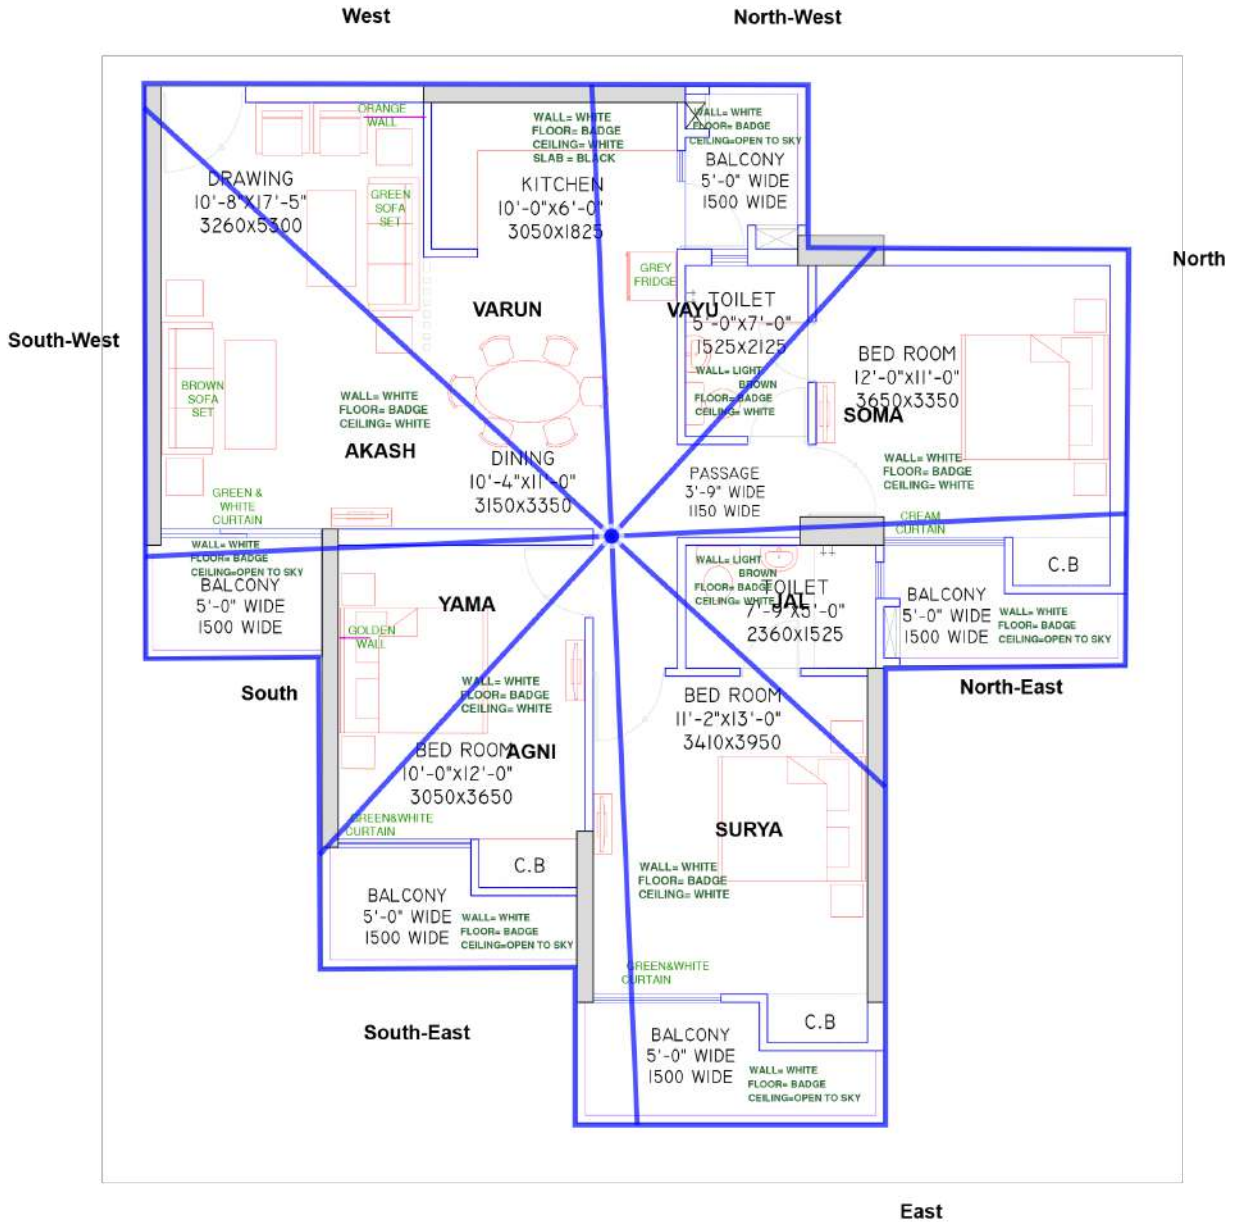 West
North-West
North
South-West
South
South-East
North-East
East
ORANGE
WALL
DRAWING
10'-8"X17'-5"
3260x5300
GREEN
SOFA
SET
WALL= WHITE
FLOOR= BADGE
CEILING= WHITE
SLAB = BLACK
KITCHEN
10'-0"X6'-0"
3050x1825
WALL= WHITE
FLOOR= BADGE
CEILING=OPEN TO SKY
BALCONY
5'-0" WIDE
1500 WIDE
GREY
FRIDGE
VARUN
VAYU
TOILET
5'-0"X7'-0"
1525x2125
WALL= LIGHT
BROWN
FLOOR= BADGE
CEILING= WHITE
BED ROOM
12'-0"X11'-0"
3650x3350
SOMA
WALL= WHITE
FLOOR= BADGE
CEILING= WHITE
BROWN
SOFA
SET
WALL= WHITE
FLOOR= BADGE
CEILING= WHITE
AKASH
DINING
10'-4"X11'-0"
3150x3350
PASSAGE
3'-9" WIDE
1150 WIDE
GREEN &
WHITE
CURTAIN
CREAM
CURTAIN
WALL= WHITE
FLOOR= BADGE
CEILING=OPEN TO SKY
BALCONY
5'-0" WIDE
1500 WIDE
YAMA
GOLDEN
WALL
WALL= WHITE
FLOOR= BADGE
CEILING= WHITE
BED ROOM
10'-0"X12'-0"
3050x3650
AGNI
GREEN&WHITE
CURTAIN
WALL= LIGHT
BROWN
FLOOR= BADGE
CEILING= WHITE
TOILET
7'-9"X5'-0"
2360x1525
JAL
C.B
BALCONY
5'-0" WIDE
1500 WIDE
WALL= WHITE
FLOOR= BADGE
CEILING=OPEN TO SKY
BED ROOM
11'-2"X13'-0"
3410x3950
SURYA
WALL= WHITE
FLOOR= BADGE
CEILING= WHITE
C.B
BALCONY
5'-0" WIDE
1500 WIDE
WALL= WHITE
FLOOR= BADGE
CEILING=OPEN TO SKY
GREEN&WHITE
CURTAIN
C.B
BALCONY
5'-0" WIDE
1500 WIDE
WALL= WHITE
FLOOR= BADGE
CEILING=OPEN TO SKY